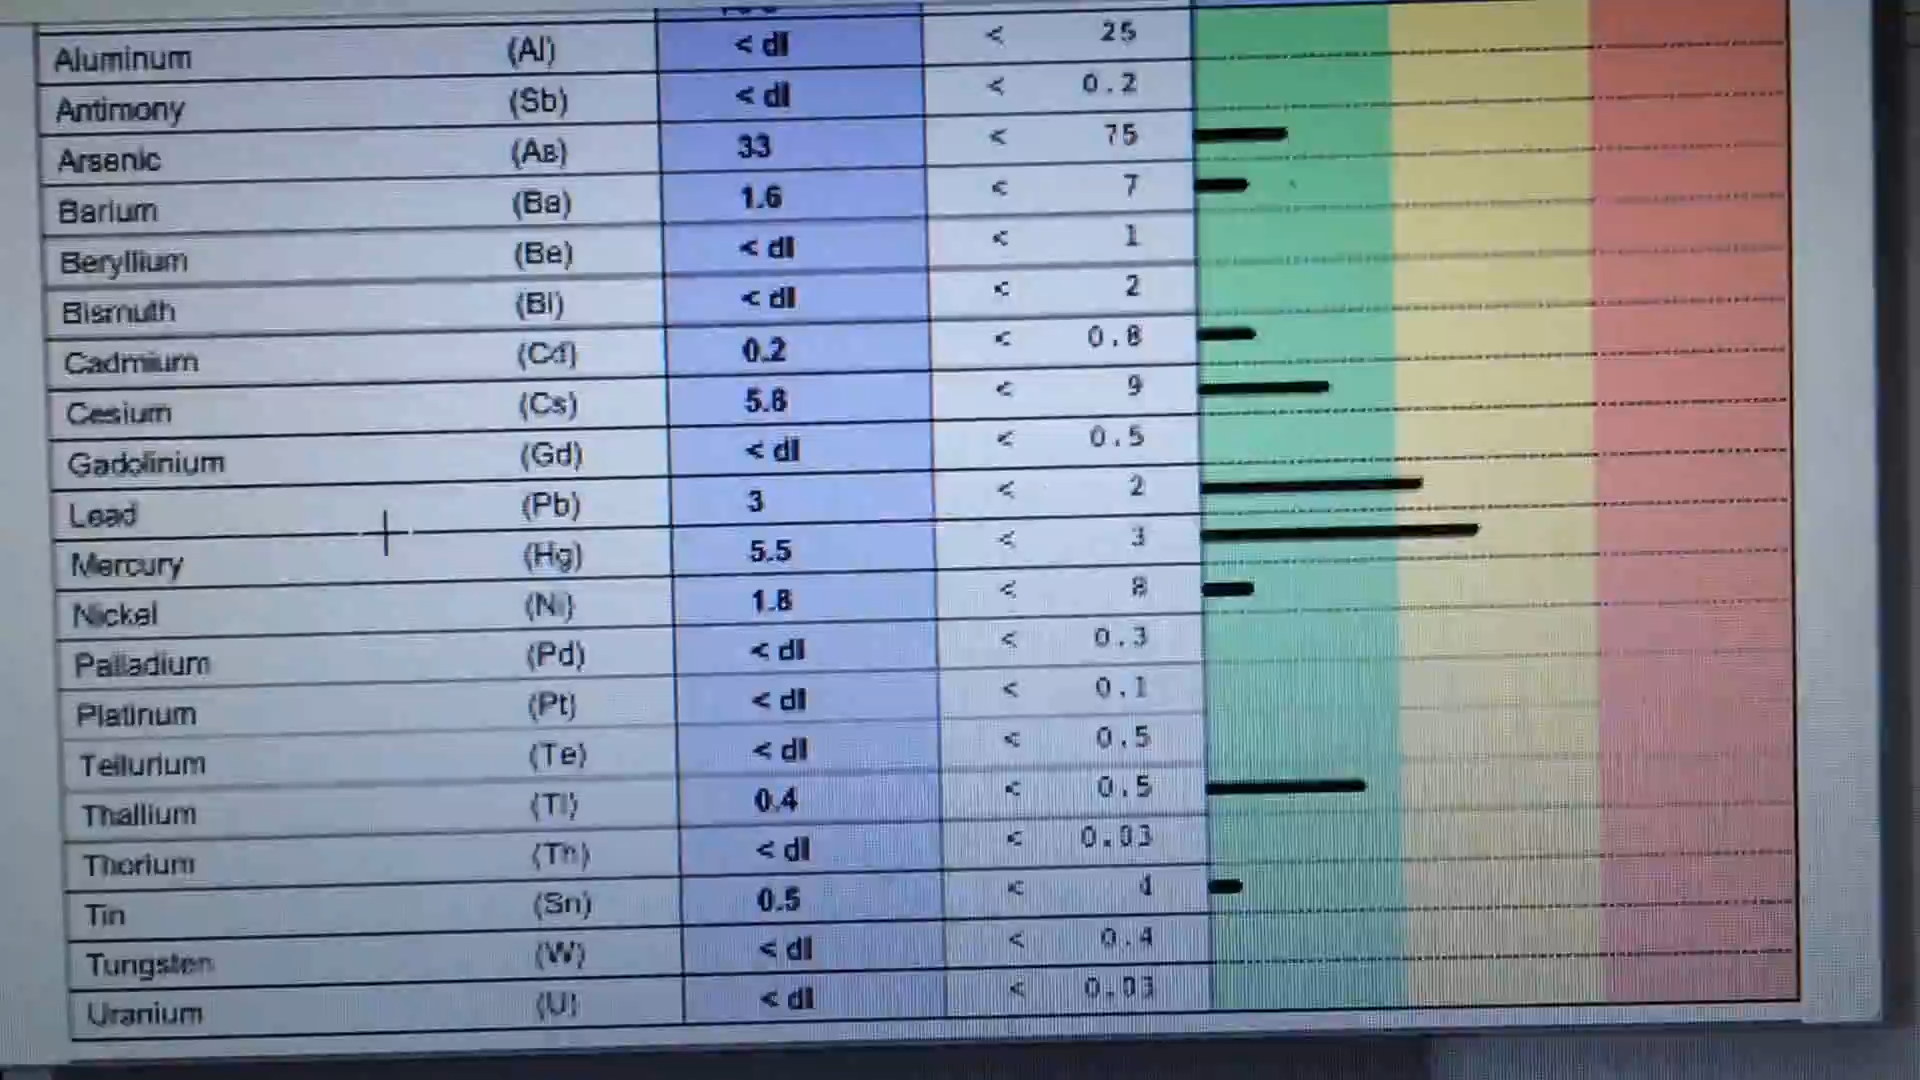 Aluminum (Al) < dl < 25
Antimony (Sb) < dl < 0.2
Arsenic (As) 33 < 75
Barium (Ba) 1.6 < 7
Beryllium (Be) < dl < 1
Bismuth (Bi) < dl < 2
Cadmium (Cd) 0.2 < 0.8
Cesium (Cs) 5.8 < 9
Gadolinium (Gd) < dl < 0.5
Lead (Pb) 3 < 2
Mercury (Hg) 5.5 < 3
Nickel (Ni) 1.8 < 8
Palladium (Pd) < dl < 0.3
Platinum (Pt) < dl < 0.1
Tellurium (Te) < dl < 0.5
Thallium (Tl) 0.4 < 0.5
Thorium (Th) < dl < 0.03
Tin (Sn) 0.5 < 4
Tungsten (W) < dl < 0.4
Uranium (U) < dl < 0.03